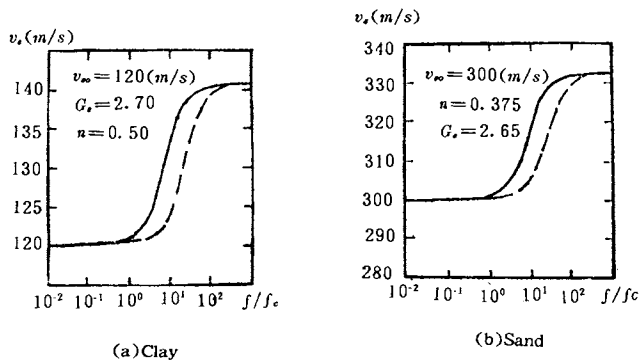 vₛ(m/s)
140
135
130
125
120
vₛₒ=120(m/s)
Gₛ=2.70
n=0.50
10⁻² 10⁻¹ 10⁰ 10¹ 10² f/f꜀
(a)Clay
vₛ(m/s)
340
330
320
310
300
290
280
vₛₒ=300(m/s)
n=0.375
Gₛ=2.65
10⁻² 10⁻¹ 10⁰ 10¹ 10² f/f꜀
(b)Sand